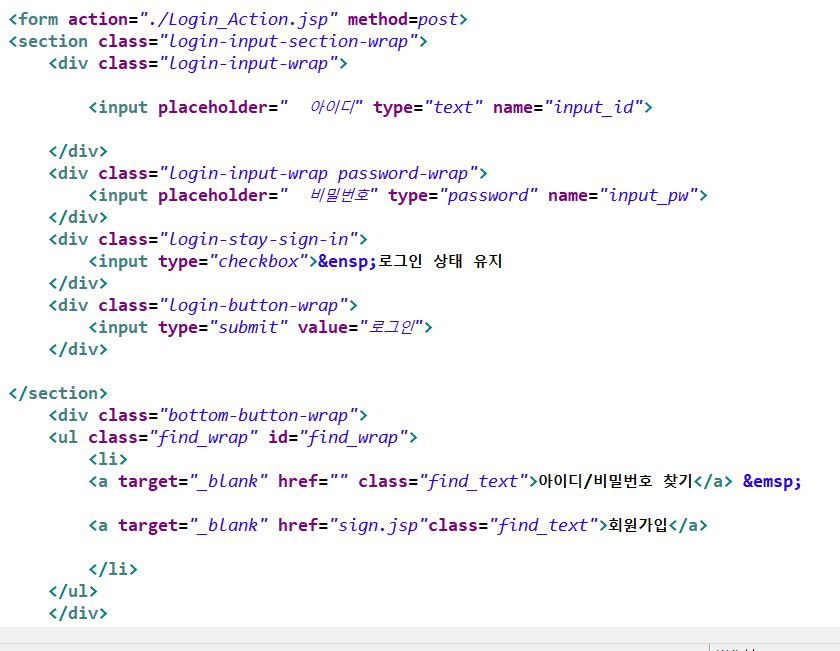 <form action="./Login_Action.jsp" method=post>
<section class="login-input-section-wrap">
<div class="login-input-wrap">
<input placeholder="  아이디" type="text" name="input_id">
</div>
<div class="login-input-wrap password-wrap">
<input placeholder="  비밀번호" type="password" name="input_pw">
</div>
<div class="login-stay-sign-in">
<input type="checkbox">&ensp;로그인 상태 유지
</div>
<div class="login-button-wrap">
<input type="submit" value="로그인">
</div>
</section>
<div class="bottom-button-wrap">
<ul class="find_wrap" id="find_wrap">
<li>
<a target="_blank" href="" class="find_text">아이디/비밀번호 찾기</a> &emsp;
<a target="_blank" href="sign.jsp"class="find_text">회원가입</a>
</li>
</ul>
</div>